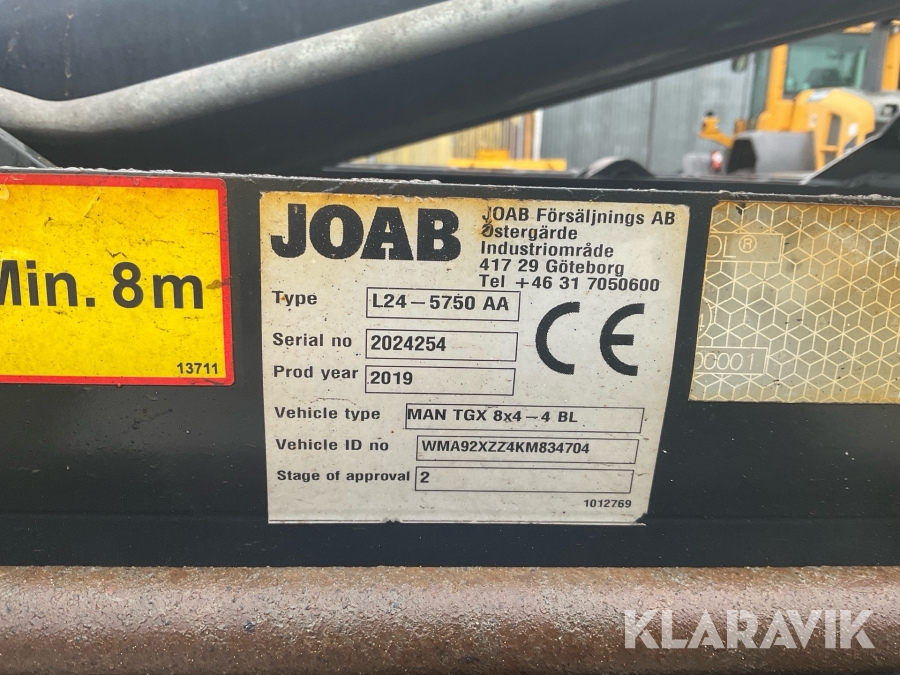 Min. 8m
13711
JOAB
JOAB Försäljnings AB
Östergärde
Industriområde
417 29 Göteborg
Tel +46 31 7050600
Type L24-5750 AA
Serial no 2024254
Prod year 2019
CE
Vehicle type MAN TGX 8x4-4 BL
Vehicle ID no WMA92XZZ4KM834704
Stage of approval 2
1012769
KLARAVIK